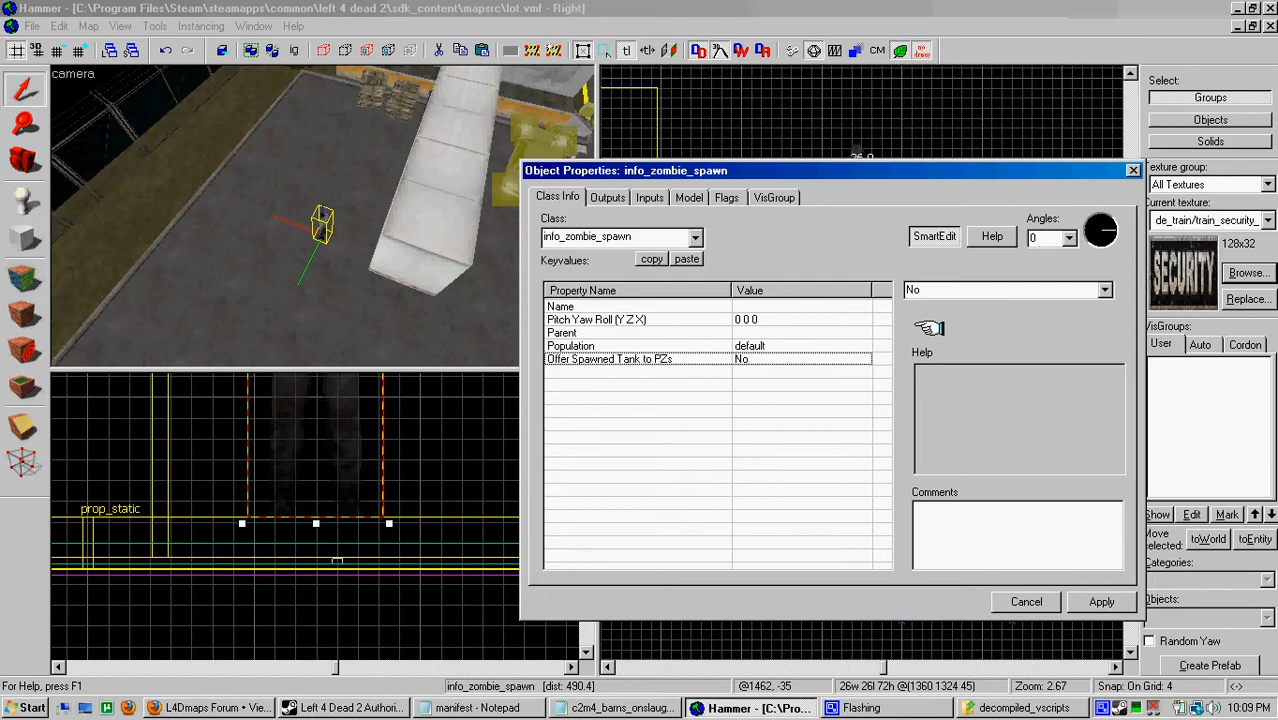 Hammer - [C:\Program Files\Steam\steamapps\common\left 4 dead 2\sdk_content\mapsrc\lot.vmf - Right]
File Edit Map View Tools Instancing Window Help
CM
camera
Object Properties: info_zombie_spawn
Class Info Outputs Inputs Model Flags VisGroup
Class:
info_zombie_spawn
Keyvalues: copy paste
SmartEdit Help
Angles:
0
Property Name Value
Name
Pitch Yaw Roll (Y Z X) 0 0 0
Parent
Population default
Offer Spawned Tank to PZs No
No
Help
Comments
Cancel Apply
prop_static
Select:
Groups
Objects
Solids
Texture group:
All Textures
Current texture:
de_train/train_security_
128x32
SECURITY
Browse...
Replace...
VisGroups:
User Auto Cordon
Show Edit Mark
Move
selected:
toWorld toEntity
Categories:
Objects:
Random Yaw
Create Prefab
For Help, press F1
info_zombie_spawn [dist: 490.4]
@1462, -35
26w 26l 72h @(1360 1324 45)
Zoom: 2.67
Snap: On Grid: 4
<->
Start
L4Dmaps Forum • Vi...
Left 4 Dead 2 Authori...
manifest - Notepad
c2m4_barns_onslaug...
Hammer - [C:\Pro...
Flashing
decompiled_vscripts
10:09 PM